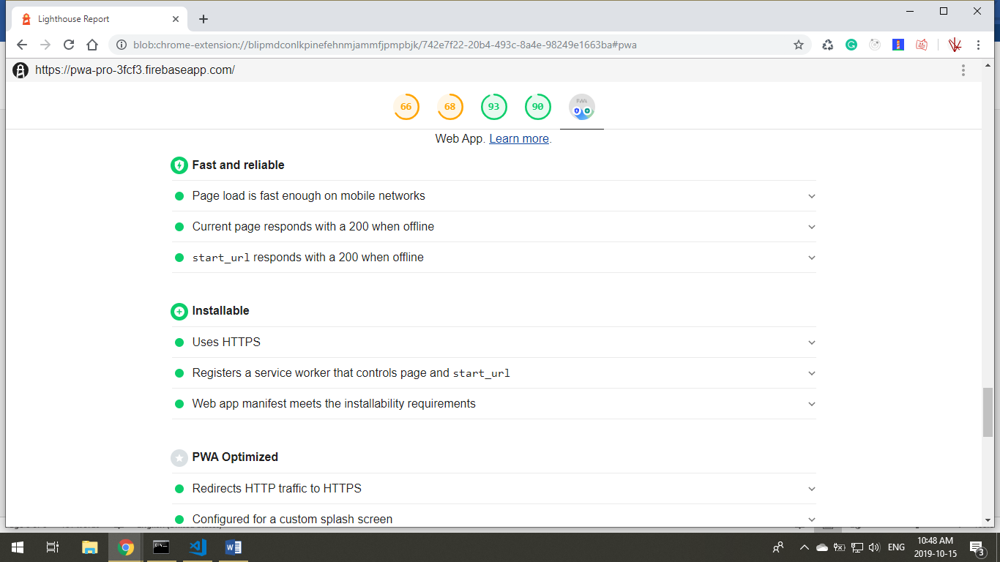 Lighthouse Report
blob:chrome-extension://blipmdconlkpinefehnmjammfjpmpbjk/742e7f22-20b4-493c-8a4e-98249e1663ba#pwa
https://pwa-pro-3fcf3.firebaseapp.com/
66 68 93 90 PWA
Web App. Learn more.
Fast and reliable
Page load is fast enough on mobile networks
Current page responds with a 200 when offline
start_url responds with a 200 when offline
Installable
Uses HTTPS
Registers a service worker that controls page and start_url
Web app manifest meets the installability requirements
PWA Optimized
Redirects HTTP traffic to HTTPS
Configured for a custom splash screen
ENG
10:48 AM
2019-10-15
3